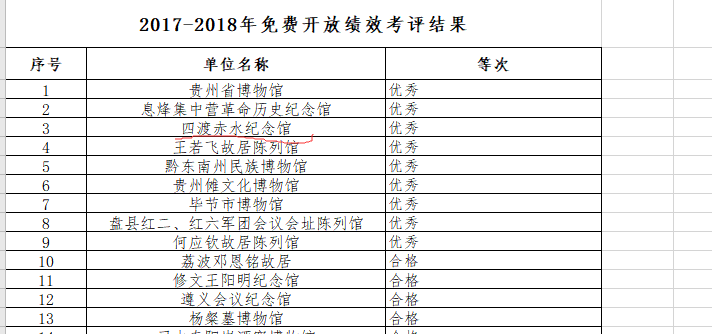 2017-2018年免费开放绩效考评结果
序号 单位名称 等次
1 贵州省博物馆 优秀
2 息烽集中营革命历史纪念馆 优秀
3 四渡赤水纪念馆 优秀
4 王若飞故居陈列馆 优秀
5 黔东南州民族博物馆 优秀
6 贵州傩文化博物馆 优秀
7 毕节市博物馆 优秀
8 盘县红二、红六军团会议会址陈列馆 优秀
9 何应钦故居陈列馆 优秀
10 荔波邓恩铭故居 合格
11 修文王阳明纪念馆 合格
12 遵义会议纪念馆 合格
13 杨粲墓博物馆 合格